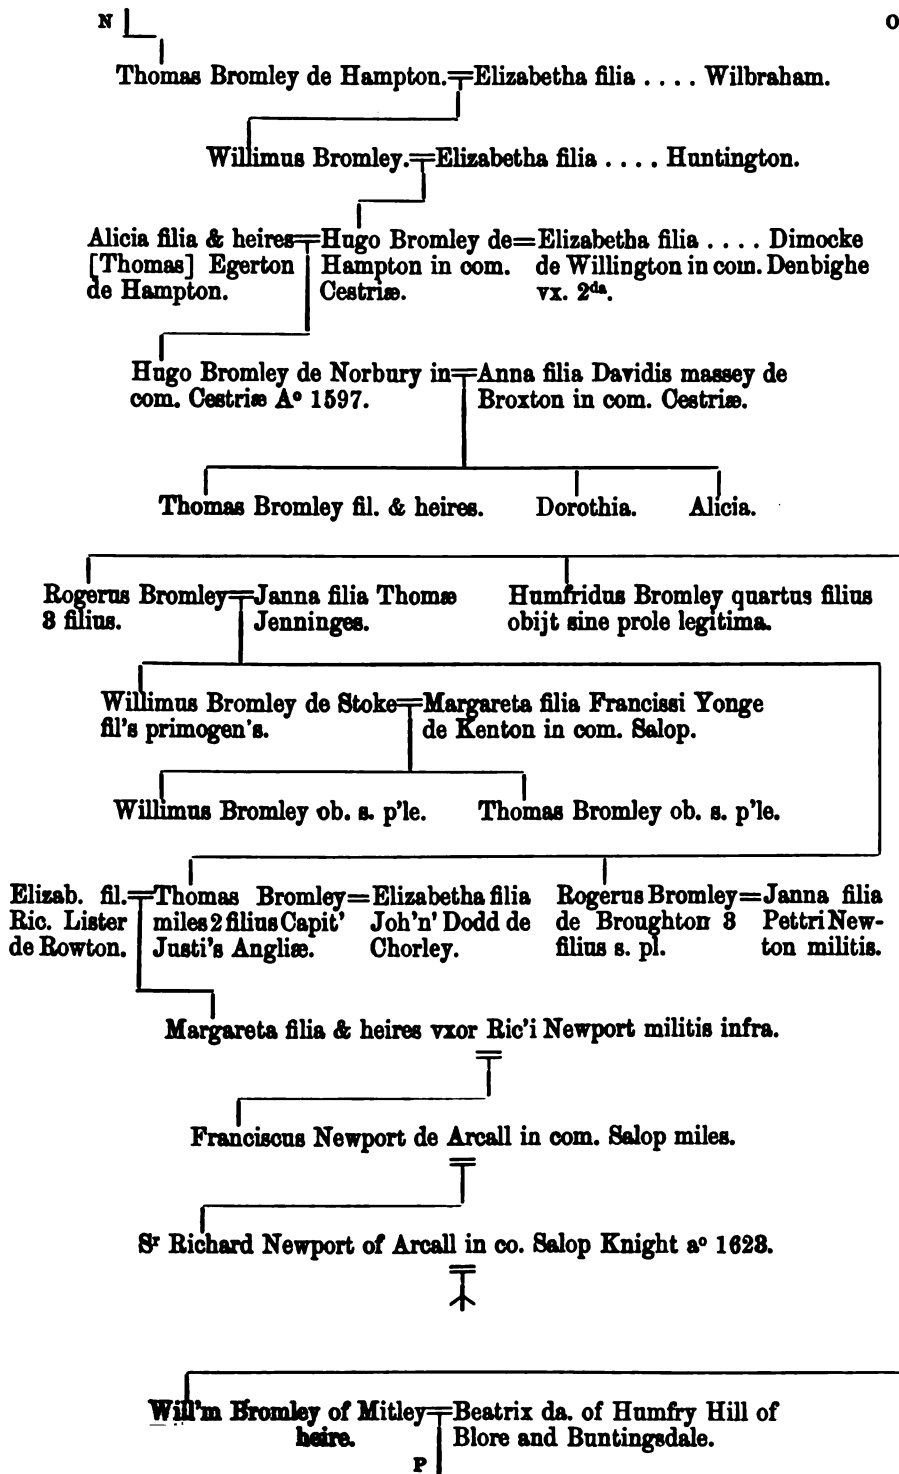 N O
Thomas Bromley de Hampton.=Elizabetha filia .... Wilbraham.
Willimus Bromley.=Elizabetha filia .... Huntington.
Alicia filia & heires=Hugo Bromley de=Elizabetha filia .... Dimocke
[Thomas] Egerton Hampton in com. de Willington in com. Denbighe
de Hampton. Cestriæ. vx. 2da.
Hugo Bromley de Norbury in=Anna filia Davidis massey de
com. Cestriæ Ao 1597. Broxton in com. Cestriæ.
Thomas Bromley fil. & heires. Dorothia. Alicia.
Rogerus Bromley=Janna filia Thomæ Humfridus Bromley quartus filius
3 filius. Jenninges. obijt sine prole legitima.
Willimus Bromley de Stoke=Margareta filia Francissi Yonge
fil's primogen's. de Kenton in com. Salop.
Willimus Bromley ob. s. p'le. Thomas Bromley ob. s. p'le.
Elizab. fil.=Thomas Bromley=Elizabetha filia Rogerus Bromley=Janna filia
Ric. Lister miles 2 filius Capit' Joh'n' Dodd de de Broughton 3 Pettri New-
de Rowton. Justi's Angliæ. Chorley. filius s. pl. ton militis.
Margareta filia & heires vxor Ric'i Newport militis infra.
Franciscus Newport de Arcall in com. Salop miles.
Sr Richard Newport of Arcall in co. Salop Knight ao 1623.
Will'm Bromley of Mitley=Beatrix da. of Humfry Hill of
heire. Blore and Buntingsdale.
P